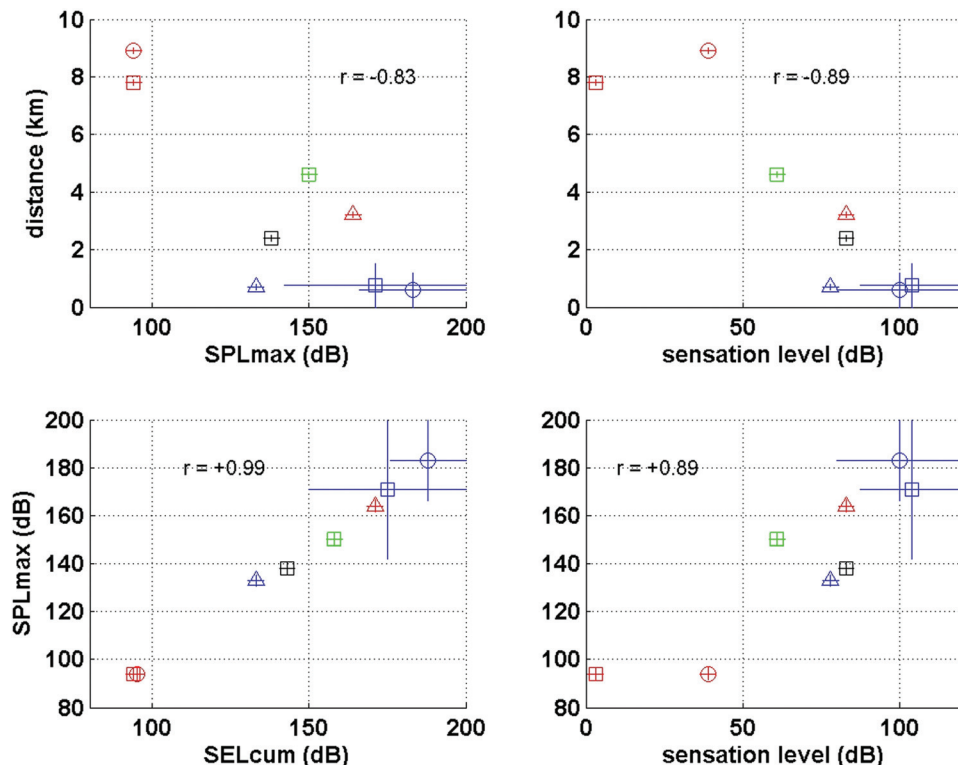 10
8
6
4
2
0
distance (km)
r = -0.83
100 150 200
SPLmax (dB)
10
8
6
4
2
0
r = -0.89
0 50 100
sensation level (dB)
200
180
160
140
120
100
80
SPLmax (dB)
r = +0.99
100 150 200
SELcum (dB)
200
180
160
140
120
100
80
r = +0.89
0 50 100
sensation level (dB)